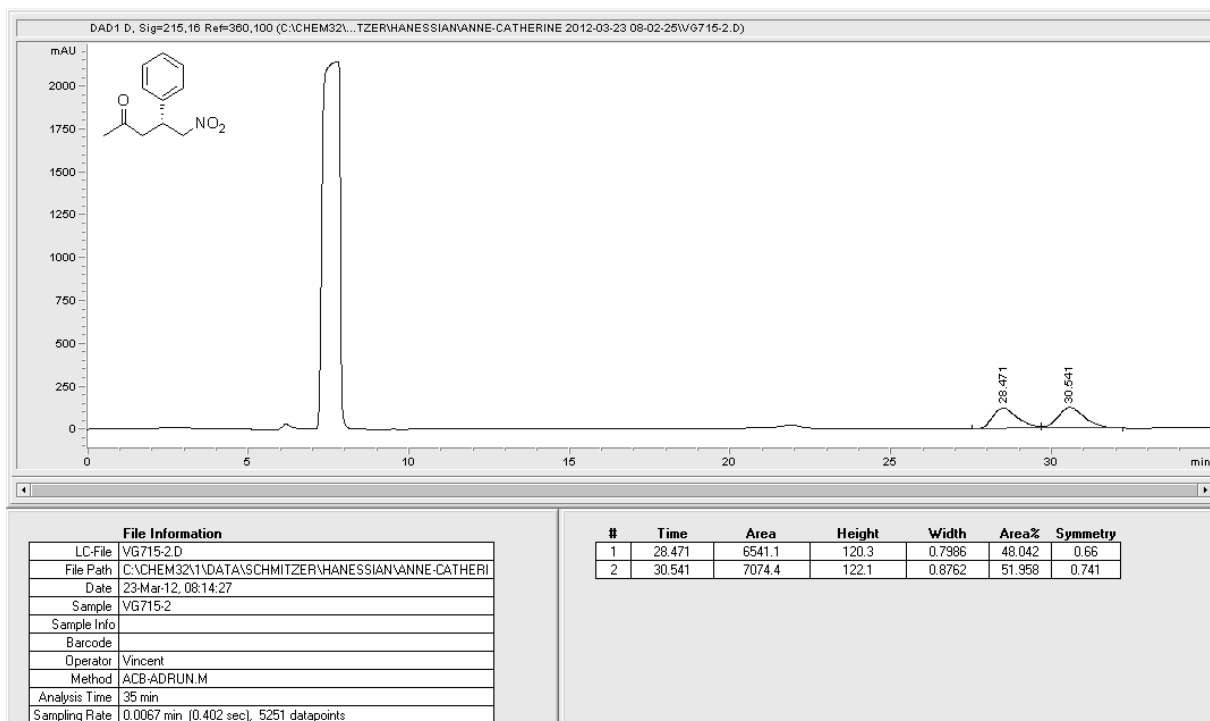 DAD1 D, Sig=215,16 Ref=360,100 (C:\CHEM32\...TZER\HANESSIAN\ANNE-CATHERINE 2012-03-23 08-02-25\VG715-2.D)
mAU
2000
1750
1500
1250
1000
750
500
250
0
O
NO2
28.471
30.541
0 5 10 15 20 25 30 min
File Information
LC-File VG715-2.D
File Path C:\CHEM32\1\DATA\SCHMITZER\HANESSIAN\ANNE-CATHERI
Date 23-Mar-12, 08:14:27
Sample VG715-2
Sample Info
Barcode
Operator Vincent
Method ACB-ADRUN.M
Analysis Time 35 min
Sampling Rate 0.0067 min (0.402 sec), 5251 datapoints
# Time Area Height Width Area% Symmetry
1 28.471 6541.1 120.3 0.7986 48.042 0.66
2 30.541 7074.4 122.1 0.8762 51.958 0.741